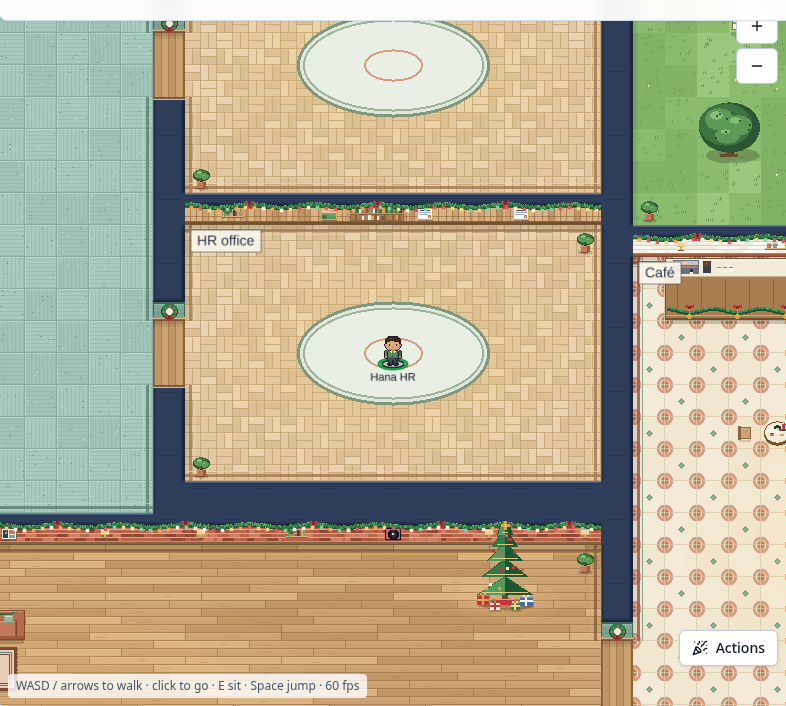 HR office
Café
Hana HR
Actions
WASD / arrows to walk · click to go · E sit · Space jump · 60 fps